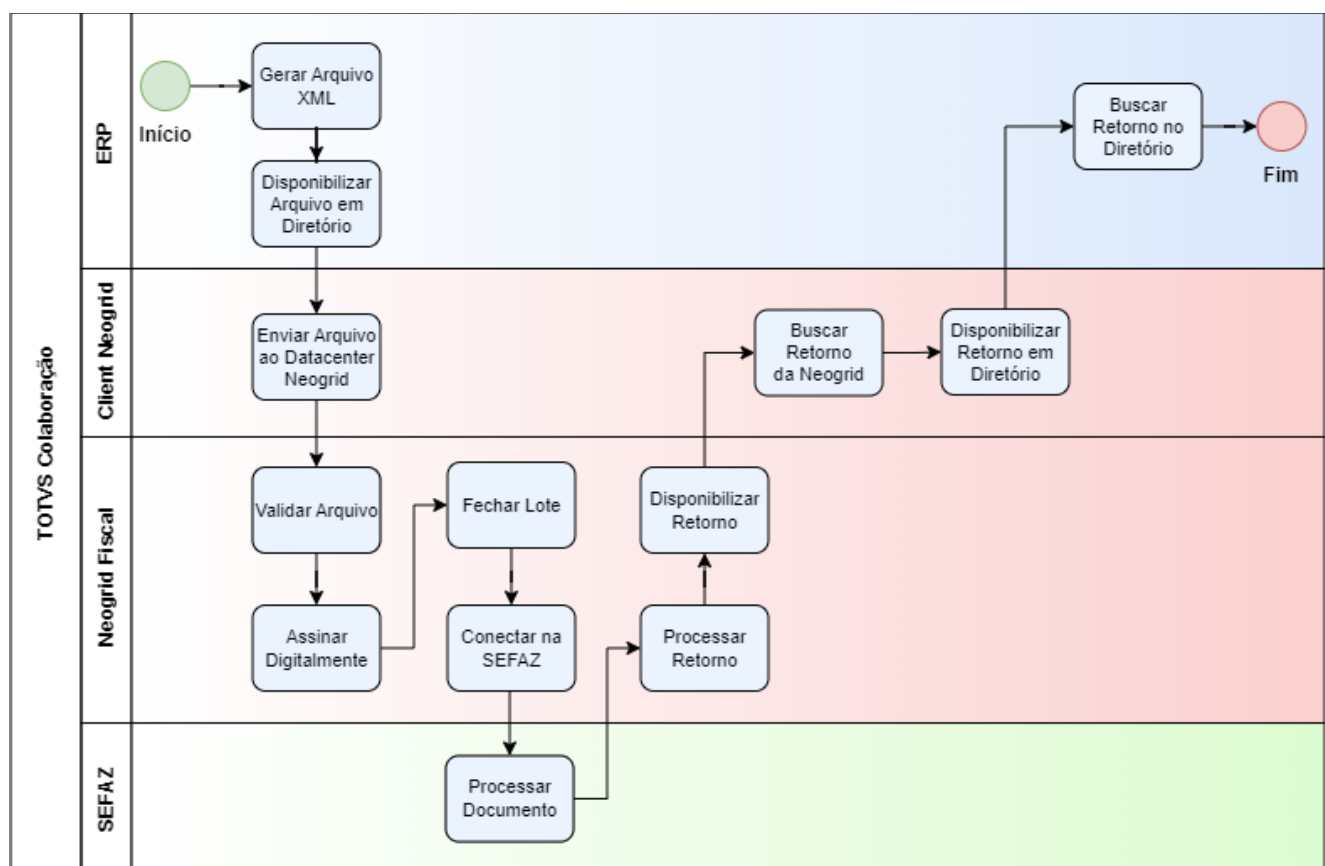 TOTVS Colaboração
ERP
Início
Gerar Arquivo
XML
Disponibilizar
Arquivo em
Diretório
Buscar
Retorno no
Diretório
Fim
Client Neogrid
Enviar Arquivo
ao Datacenter
Neogrid
Buscar
Retorno
da Neogrid
Disponibilizar
Retorno em
Diretório
Neogrid Fiscal
Validar Arquivo
Assinar
Digitalmente
Fechar Lote
Conectar na
SEFAZ
Disponibilizar
Retorno
Processar
Retorno
SEFAZ
Processar
Documento